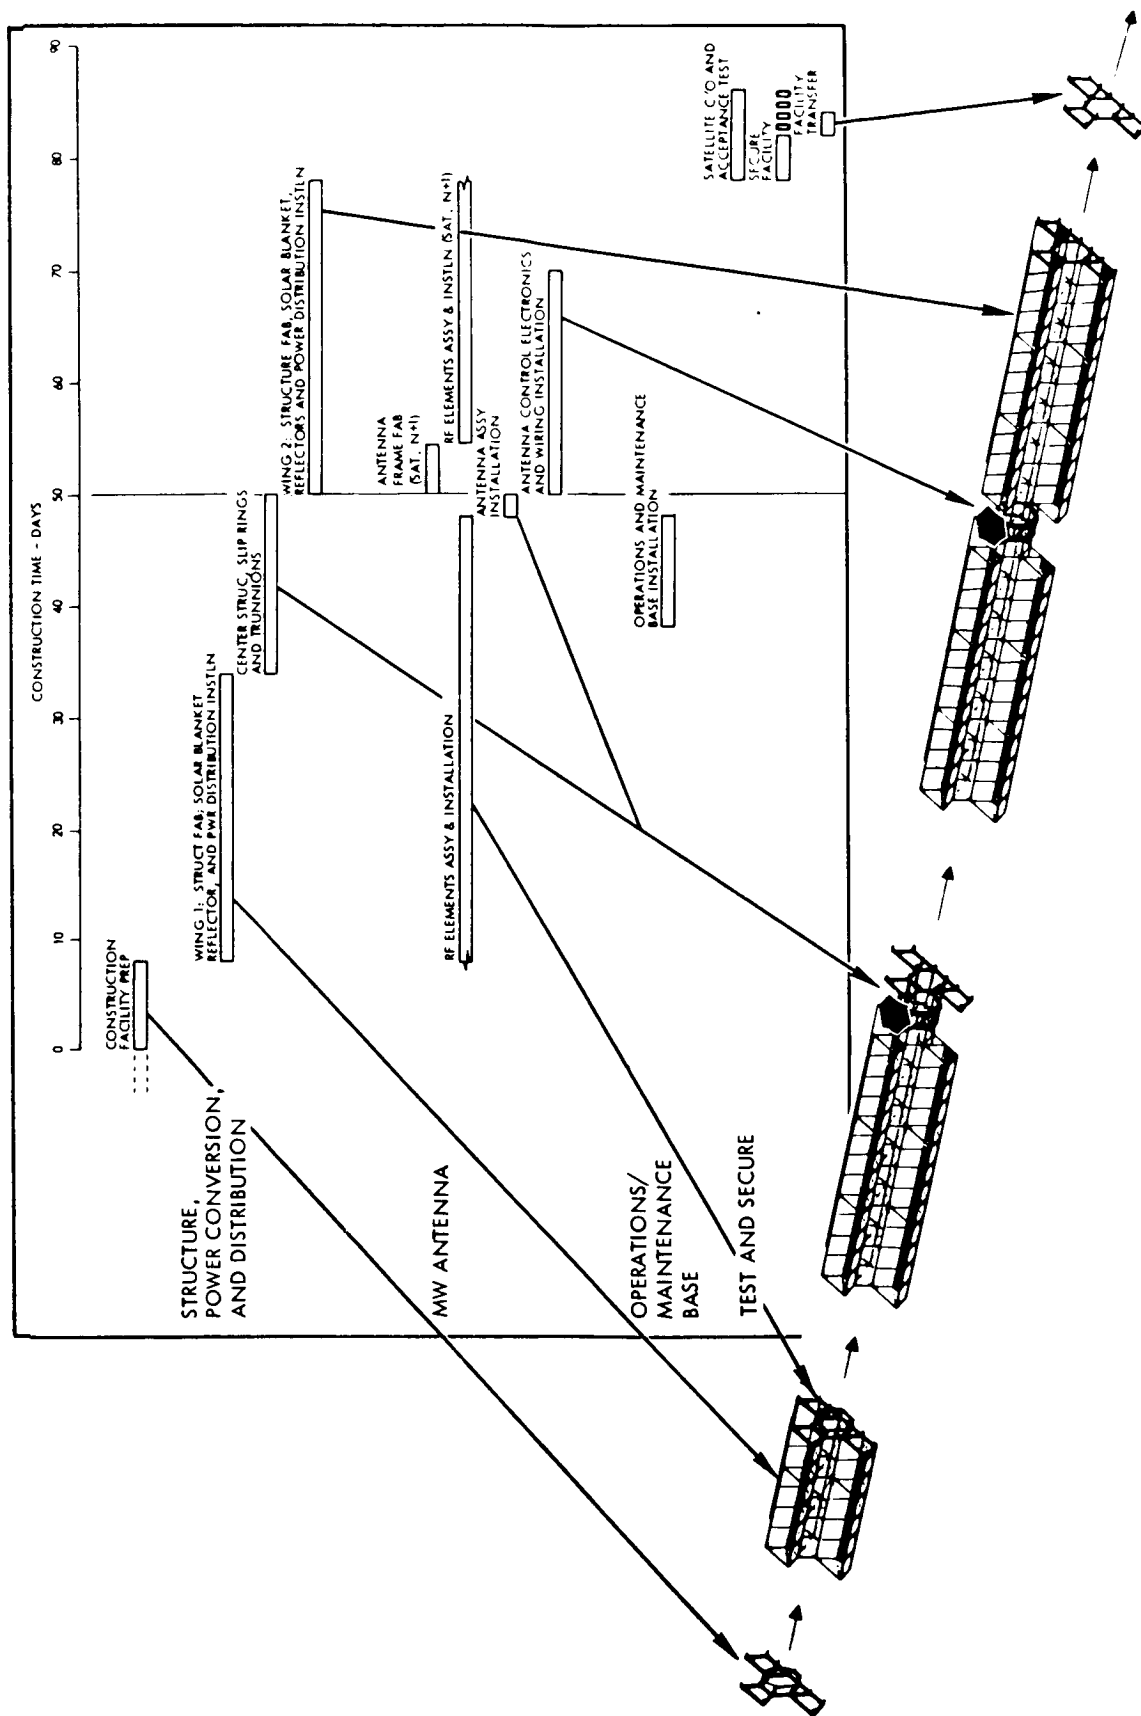 CONSTRUCTION TIME - DAYS
0 10 20 30 40 50 60 70 80 90
CONSTRUCTION
FACILITY PREP
STRUCTURE,
POWER CONVERSION,
AND DISTRIBUTION
WING 1: STRUCT FAB, SOLAR BLANKET
REFLECTOR, AND PWR DISTRIBUTION INSTLN
CENTER STRUC, SLIP RINGS
AND TRUNNIONS
WING 2: STRUCTURE FAB, SOLAR BLANKET,
REFLECTORS AND POWER DISTRIBUTION INSTLN
MW ANTENNA
ANTENNA
FRAME FAB
(SAT. N+1)
RF ELEMENTS ASSY & INSTALLATION
RF ELEMENTS ASSY & INSTLN (SAT. N+1)
ANTENNA ASSY
INSTALLATION
ANTENNA CONTROL ELECTRONICS
AND WIRING INSTALLATION
OPERATIONS/
MAINTENANCE
BASE
OPERATIONS AND MAINTENANCE
BASE INSTALLATION
TEST AND SECURE
SATELLITE C/O AND
ACCEPTANCE TEST
SECURE
FACILITY
FACILITY
TRANSFER